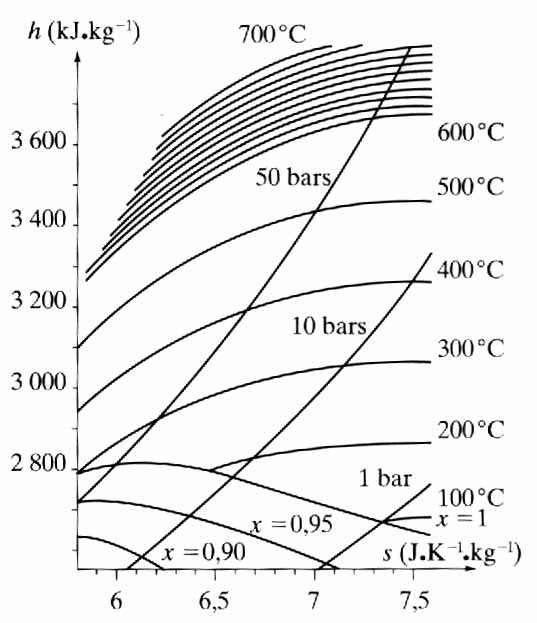 h (kJ.kg⁻¹)
700°C
3 600
600°C
50 bars
500°C
3 400
400°C
3 200
10 bars
300°C
3 000
200°C
2 800
1 bar
100°C
x = 1
x = 0,95
x = 0,90
s (J.K⁻¹.kg⁻¹)
6
6,5
7
7,5